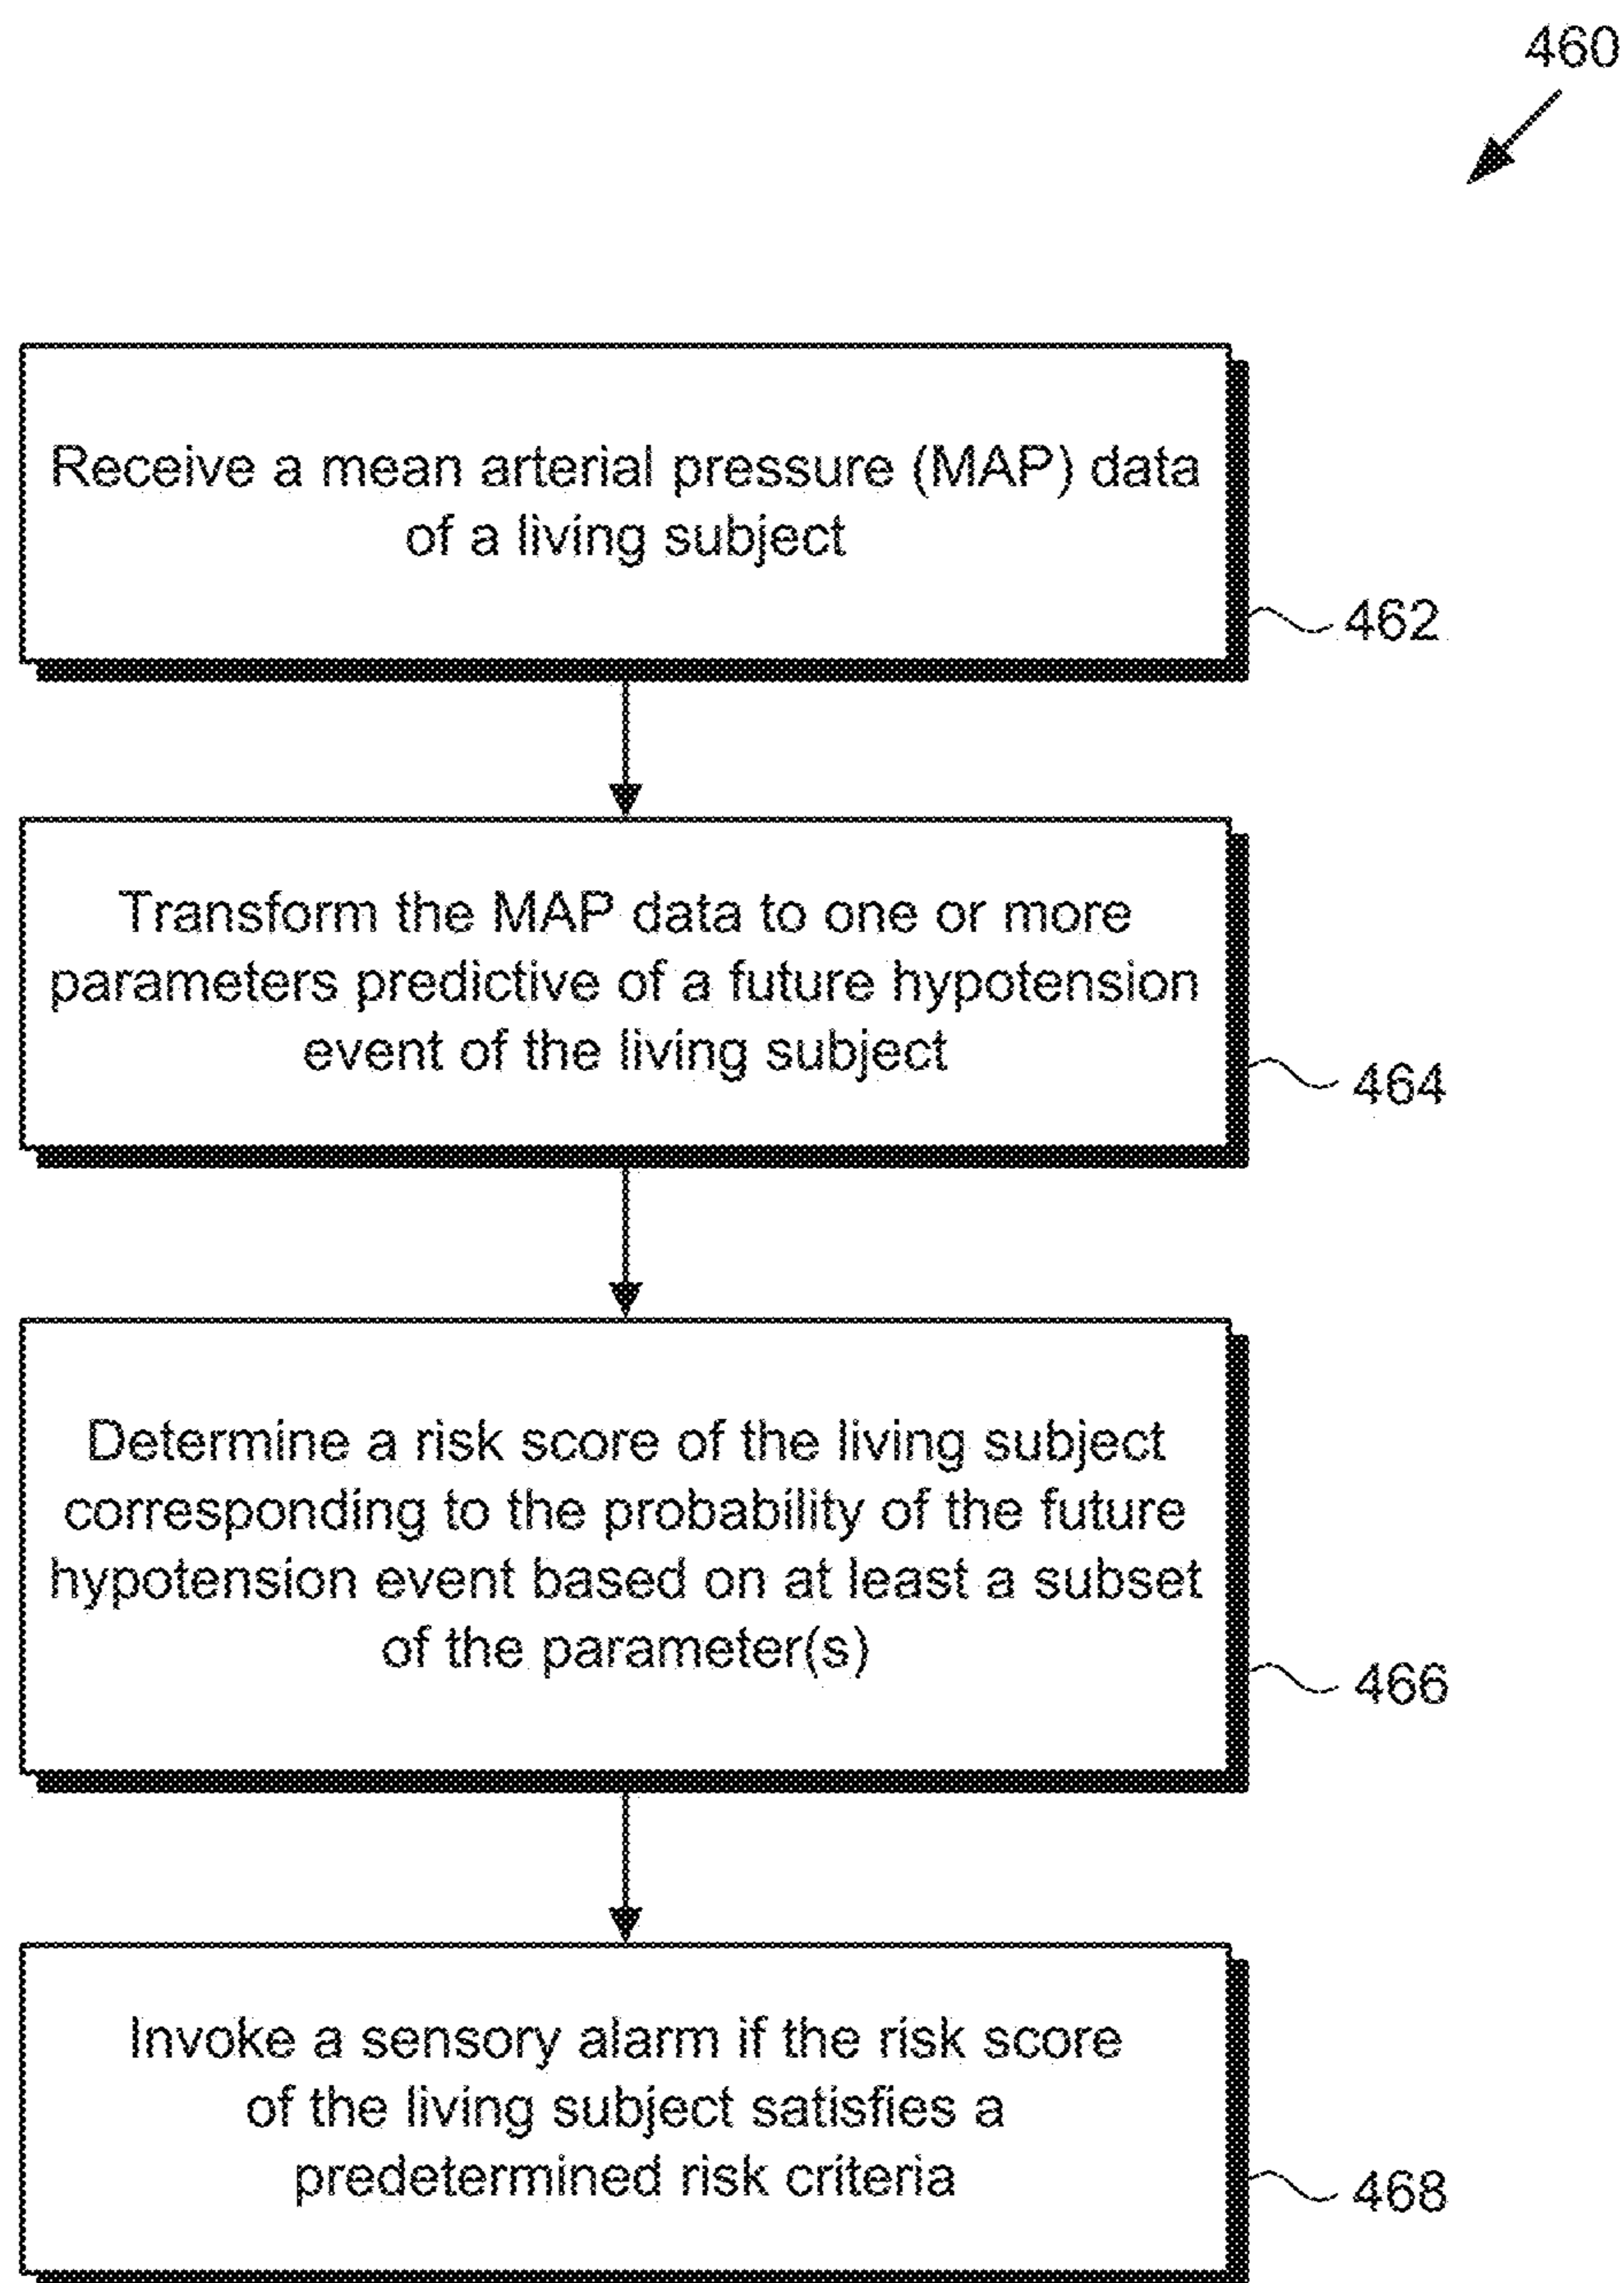 460
Receive a mean arterial pressure (MAP) data
of a living subject
462
Transform the MAP data to one or more
parameters predictive of a future hypotension
event of the living subject
464
Determine a risk score of the living subject
corresponding to the probability of the future
hypotension event based on at least a subset
of the parameter(s)
466
Invoke a sensory alarm if the risk score
of the living subject satisfies a
predetermined risk criteria
468